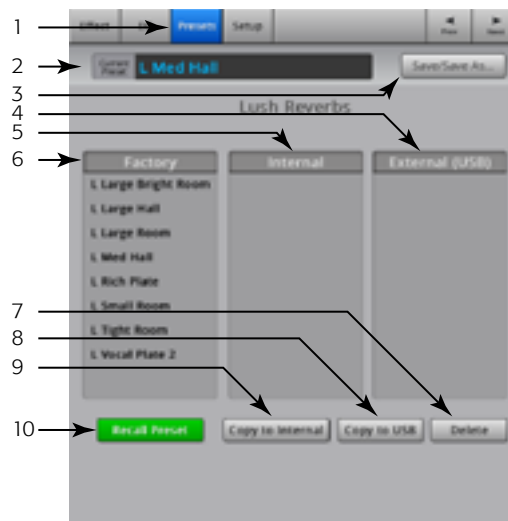 Effect Presets Setup Prev Next
1
2
Current Preset L Med Hall Save/Save As...
3
4
Lush Reverbs
5
6
Factory Internal External (USB)
L Large Bright Room
L Large Hall
L Large Room
L Med Hall
L Rich Plate
L Small Room
7
L Tight Room
8
L Vocal Plate 2
9
10
Recall Preset Copy to Internal Copy to USB Delete